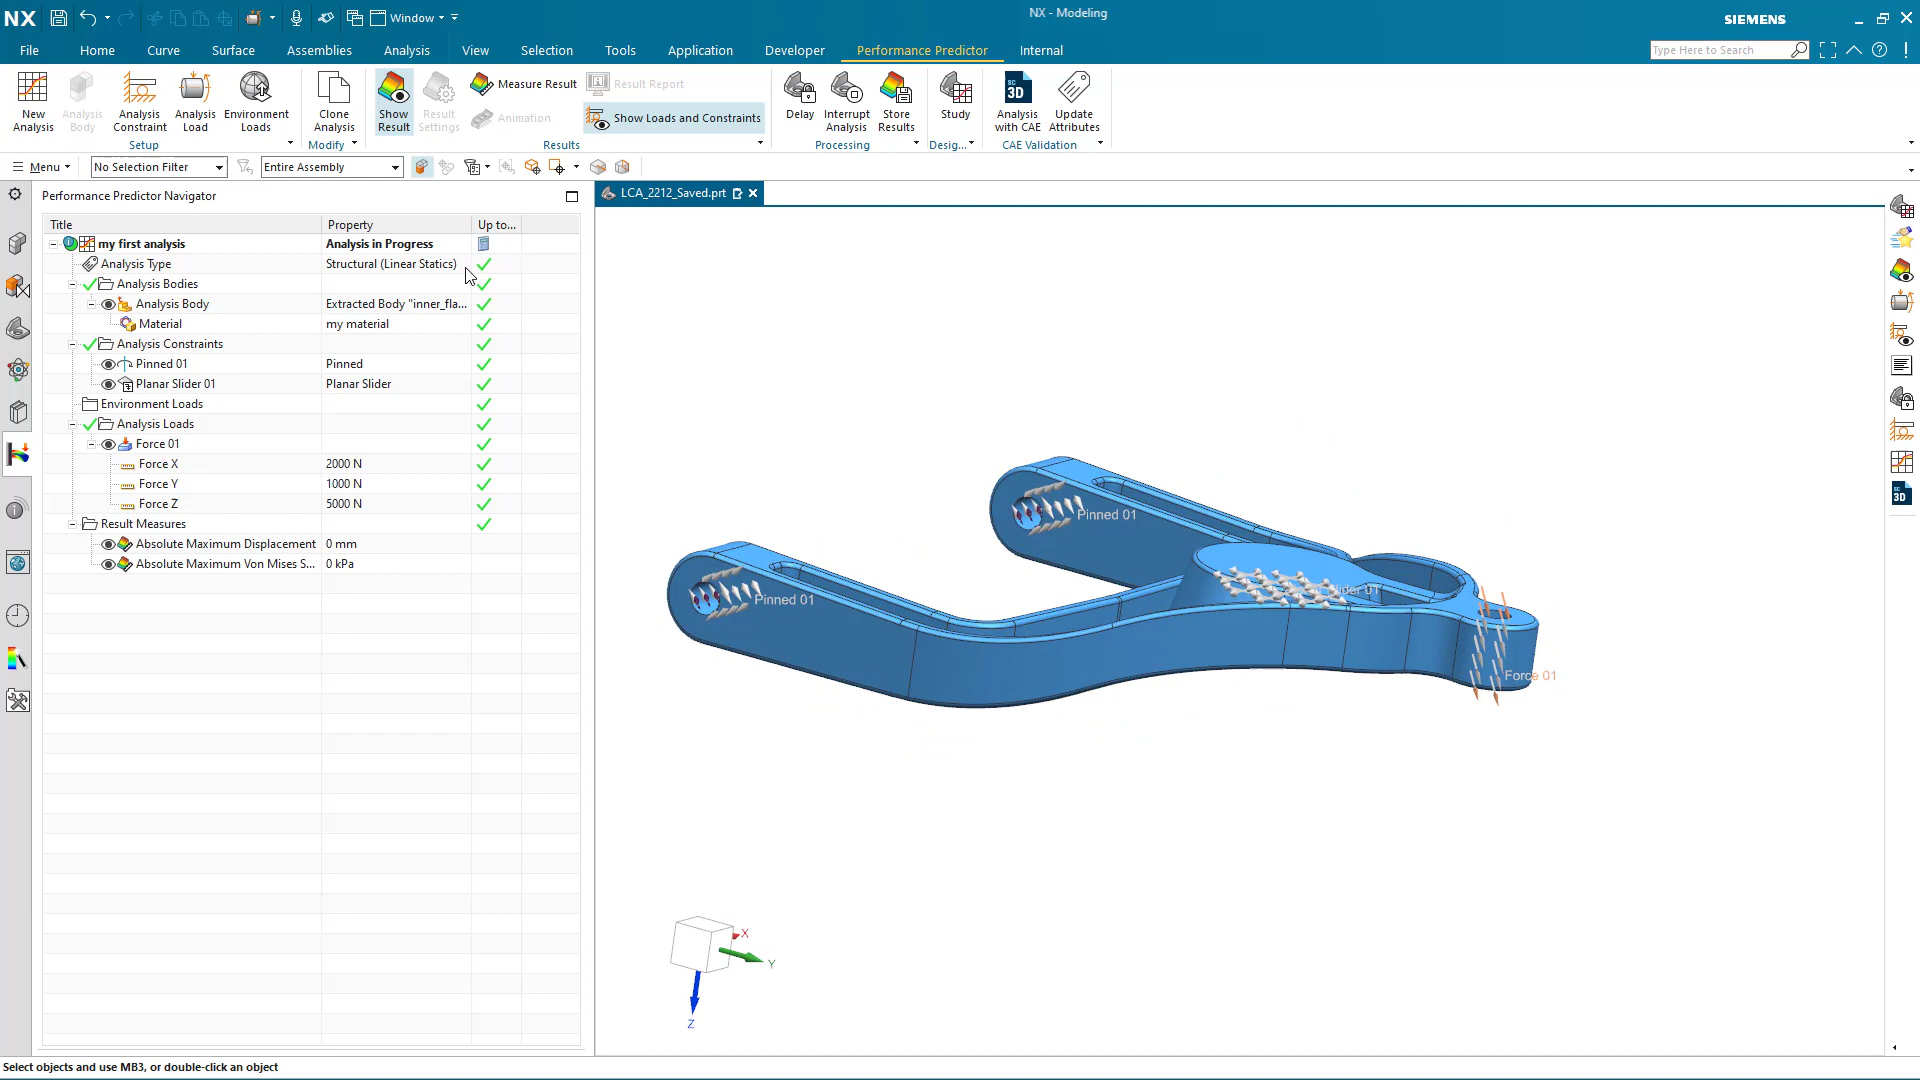 NX
Window
NX - Modeling
SIEMENS
File Home Curve Surface Assemblies Analysis View Selection Tools Application Developer Performance Predictor Internal
Type Here to Search
New Analysis
Analysis Body
Analysis Constraint
Analysis Load
Environment Loads
Setup
Clone Analysis
Modify
Show Result
Result Settings
Measure Result
Animation
Result Report
Show Loads and Constraints
Results
Delay
Interrupt Analysis
Store Results
Processing
Study
Desig...
Analysis with CAE
Update Attributes
CAE Validation
Menu
No Selection Filter
Entire Assembly
Performance Predictor Navigator
LCA_2212_Saved.prt
Title Property Up to...
my first analysis Analysis in Progress
Analysis Type Structural (Linear Statics)
Analysis Bodies
Analysis Body Extracted Body "inner_fla...
Material my material
Analysis Constraints
Pinned 01 Pinned
Planar Slider 01 Planar Slider
Environment Loads
Analysis Loads
Force 01
Force X 2000 N
Force Y 1000 N
Force Z 5000 N
Result Measures
Absolute Maximum Displacement 0 mm
Absolute Maximum Von Mises S... 0 kPa
Pinned 01
Pinned 01
Force 01
X
Y
Z
SC
3D
Select objects and use MB3, or double-click an object